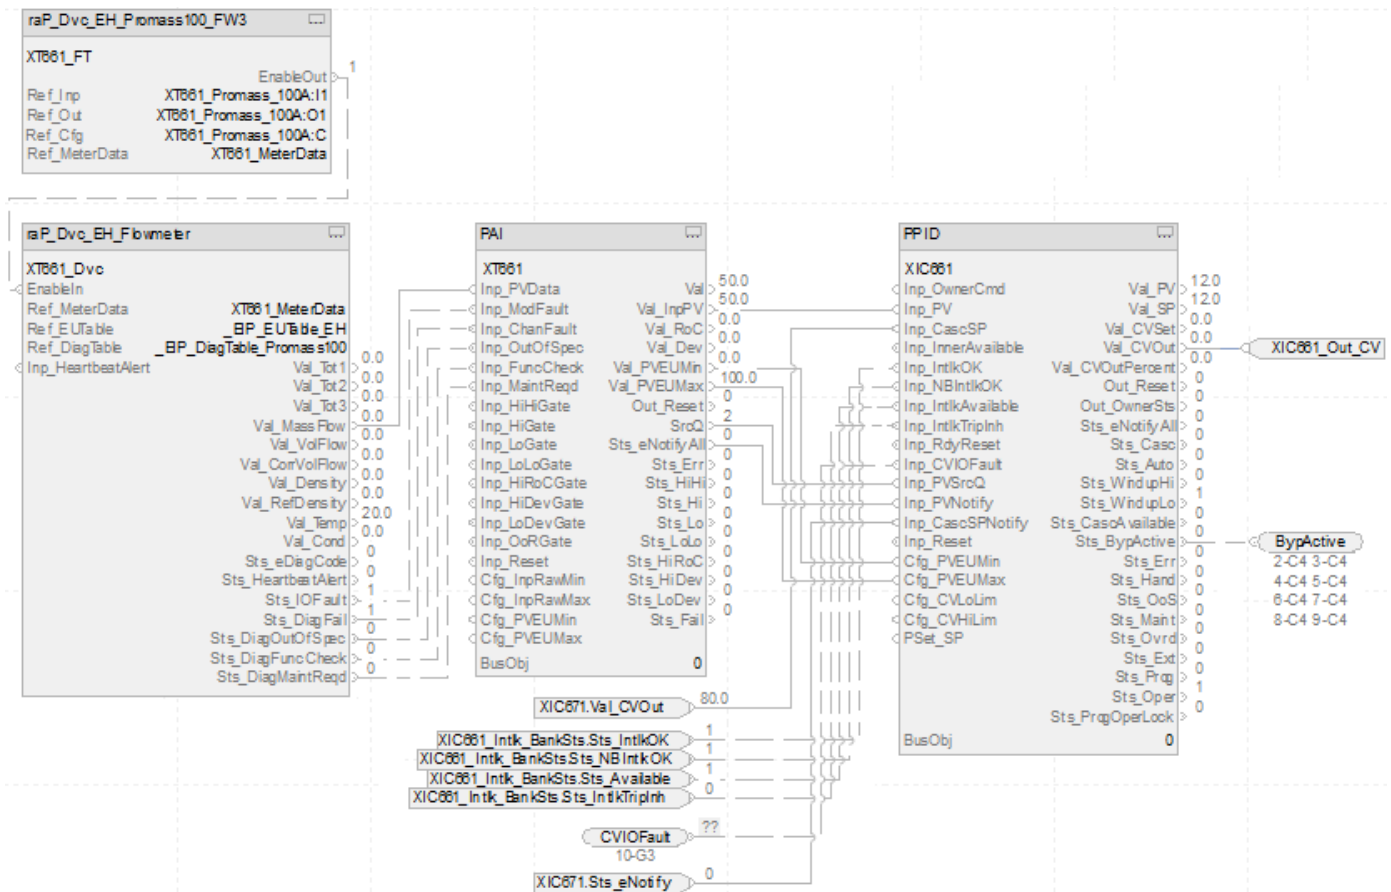 raP_Dvc_EH_Promass100_FW3
XT661_FT
EnableOut
1
Ref_Inp XT661_Promass_100A:I1
Ref_Out XT661_Promass_100A:O1
Ref_Cfg XT661_Promass_100A:C
Ref_MeterData XT661_MeterData
raP_Dvc_EH_Flowmeter
XT661_Dvc
EnableIn
Ref_MeterData XT661_MeterData
Ref_EUTable _EIP_EUTable_EH
Ref_DiagTable _EIP_DiagTable_Promass100
Inp_HeartbeatAlert
Val_Tot1 0.0
Val_Tot2 0.0
Val_Tot3 0.0
Val_MassFlow 0.0
Val_VolFlow 0.0
Val_CorrVolFlow 0.0
Val_Density 0.0
Val_RefDensity 0.0
Val_Temp 20.0
Val_Cond 0.0
Sts_eDiagCode 0
Sts_HeartbeatAlert 0
Sts_IOFault 1
Sts_DiagFail 1
Sts_DiagOutOfSpec 0
Sts_DiagFuncCheck 0
Sts_DiagMaintReqd 0
PAI
XT661
Inp_PVData Val 50.0
Inp_ModFault Val_InpPV 50.0
Inp_ChanFault Val_RoC 0.0
Inp_OutOfSpec Val_Dev 0.0
Inp_FuncCheck Val_PVEUMin 0.0
Inp_MaintReqd Val_PVEUMax 100.0
Inp_HiHiGate Out_Reset 0
Inp_HiGate SrcQ 2
Inp_LoGate Sts_eNotifyAll 0
Inp_LoLoGate Sts_Err 0
Inp_HiRoCGate Sts_HiHi 0
Inp_HiDevGate Sts_Hi 0
Inp_LoDevGate Sts_Lo 0
Inp_OoRGate Sts_LoLo 0
Inp_Reset Sts_HiRoC 0
Cfg_InpRawMin Sts_HiDev 0
Cfg_InpRawMax Sts_LoDev 0
Cfg_PVEUMin Sts_Fail 0
Cfg_PVEUMax
BusObj 0
XIC671.Val_CVOut 80.0
XIC661_Intlk_BankSts.Sts_IntlkOK 1
XIC661_Intlk_BankSts.Sts_NBIntlkOK 1
XIC661_Intlk_BankSts.Sts_Available 1
XIC661_Intlk_BankSts.Sts_IntlkTripInh 0
CVIOFault ??
10-G3
XIC671.Sts_eNotify 0
PPID
XIC661
Inp_OwnerCmd Val_PV 12.0
Inp_PV Val_SP 12.0
Inp_CascSP Val_CVSet 0.0
Inp_InnerAvailable Val_CVOut 0.0
Inp_IntlkOK Val_CVOutPercent 0.0
Inp_NBIntlkOK Out_Reset 0
Inp_IntlkAvailable Out_OwnerSts 0
Inp_IntlkTripInh Sts_eNotifyAll 0
Inp_RdyReset Sts_Casc 0
Inp_CVIOFault Sts_Auto 0
Inp_PVSrcQ Sts_WindupHi 0
Inp_PVNotify Sts_WindupLo 1
Inp_CascSPNotify Sts_CascAvailable 0
Inp_Reset Sts_BypActive 0
Cfg_PVEUMin Sts_Err 0
Cfg_PVEUMax Sts_Hand 0
Cfg_CVLoLim Sts_OoS 0
Cfg_CVHiLim Sts_Maint 0
PSet_SP Sts_Ovrd 0
Sts_Ext 0
Sts_Prog 0
Sts_Oper 1
Sts_ProgOperLock 0
BusObj 0
XIC661_Out_CV
BypActive
2-C4 3-C4
4-C4 5-C4
6-C4 7-C4
8-C4 9-C4